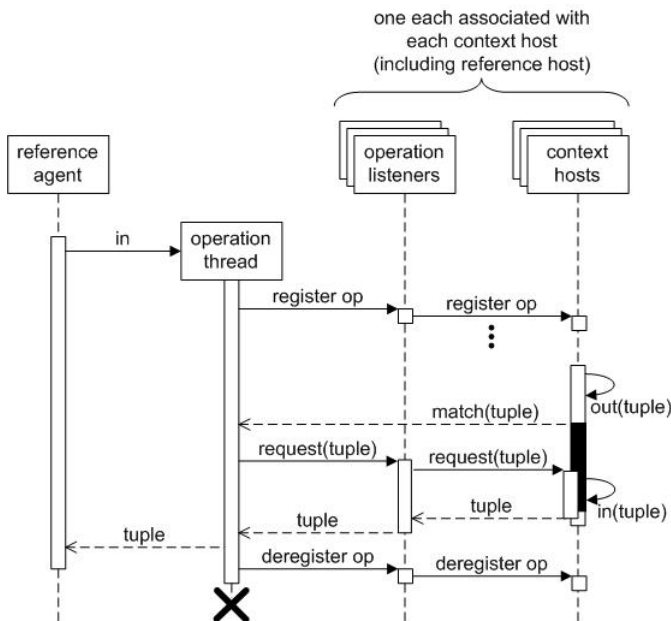 one each associated with
each context host
(including reference host)
reference
agent
operation
listeners
context
hosts
in
operation
thread
register op
register op
out(tuple)
match(tuple)
request(tuple)
request(tuple)
in(tuple)
tuple
tuple
tuple
deregister op
deregister op